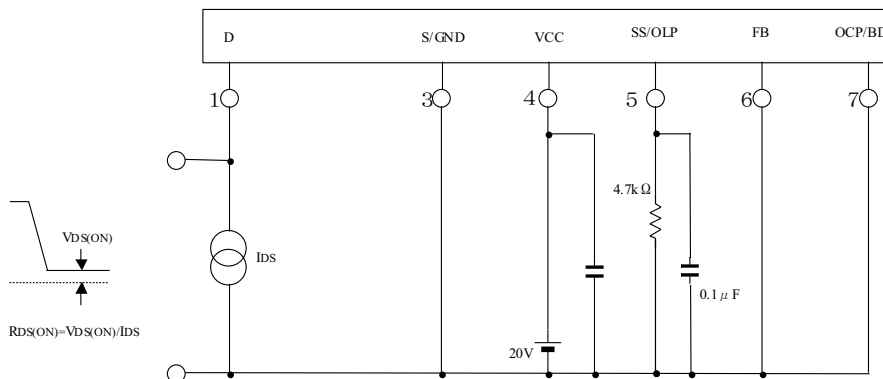 D S/GND VCC SS/OLP FB OCP/BD
1 3 4 5 6 7
4.7kΩ
VDS(ON)
IDS
0.1μF
RDS(ON)=VDS(ON)/IDS
20V